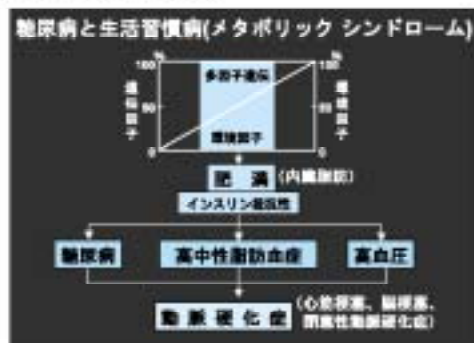 糖尿病と生活習慣病(メタボリック シンドローム)
% %
100 100
多因子遺伝
遺伝因子
50 50
環境因子
環境因子
0 0
肥 満 (内臓脂肪)
インスリン抵抗性
糖尿病 高中性脂肪血症 高血圧
動 脈 硬 化 症 (心筋梗塞、脳梗塞、
閉塞性動脈硬化症)